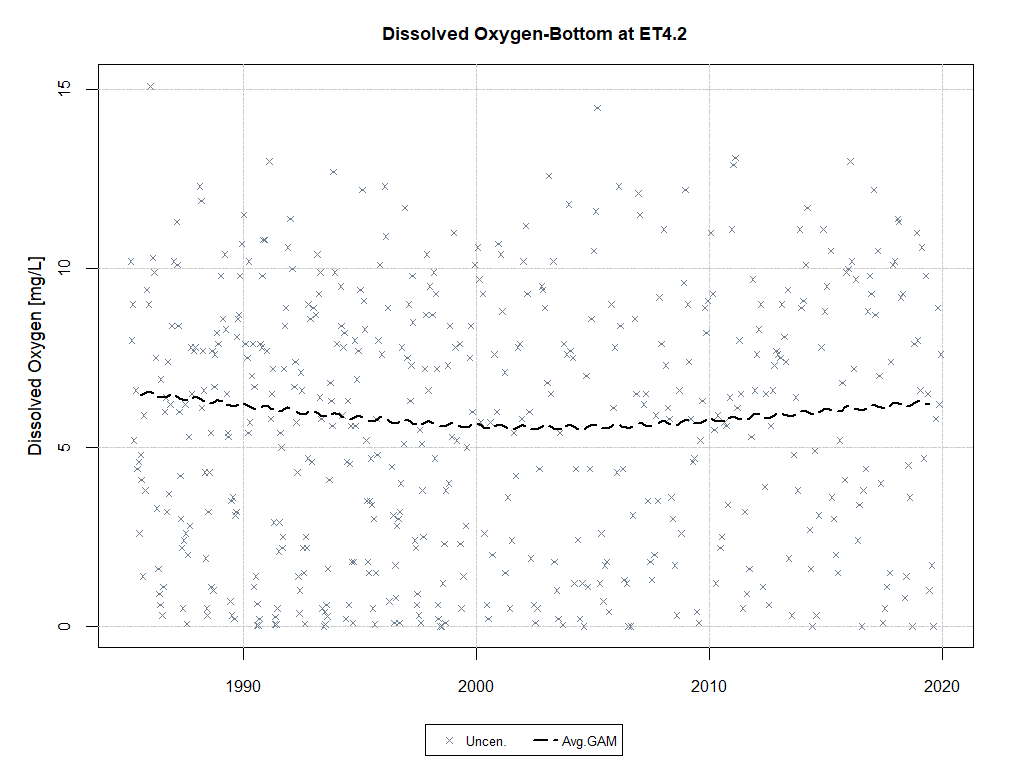 Dissolved Oxygen-Bottom at ET4.2
Dissolved Oxygen [mg/L]
15
10
5
0
1990 2000 2010 2020
Uncen. Avg.GAM